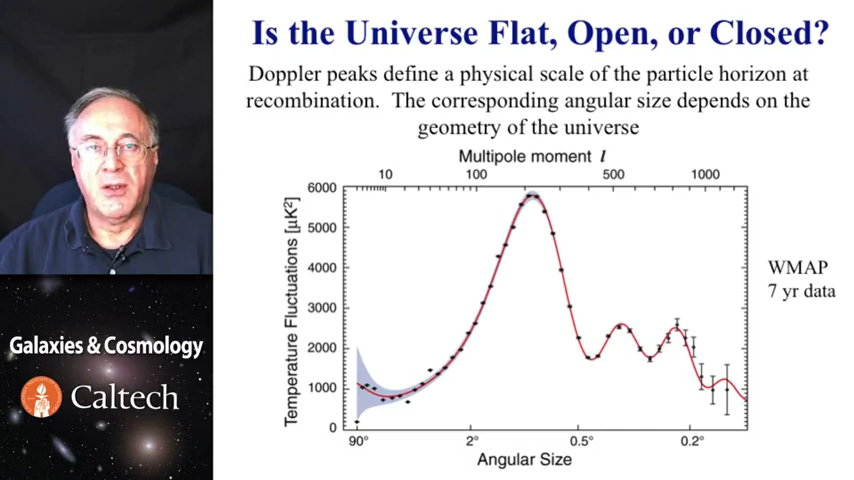 Is the Universe Flat, Open, or Closed?
Doppler peaks define a physical scale of the particle horizon at
recombination. The corresponding angular size depends on the
geometry of the universe
Multipole moment l
10 100 500 1000
Temperature Fluctuations [μK²]
6000
5000
4000
3000
2000
1000
0
90° 2° 0.5° 0.2°
Angular Size
WMAP
7 yr data
Galaxies & Cosmology
Caltech